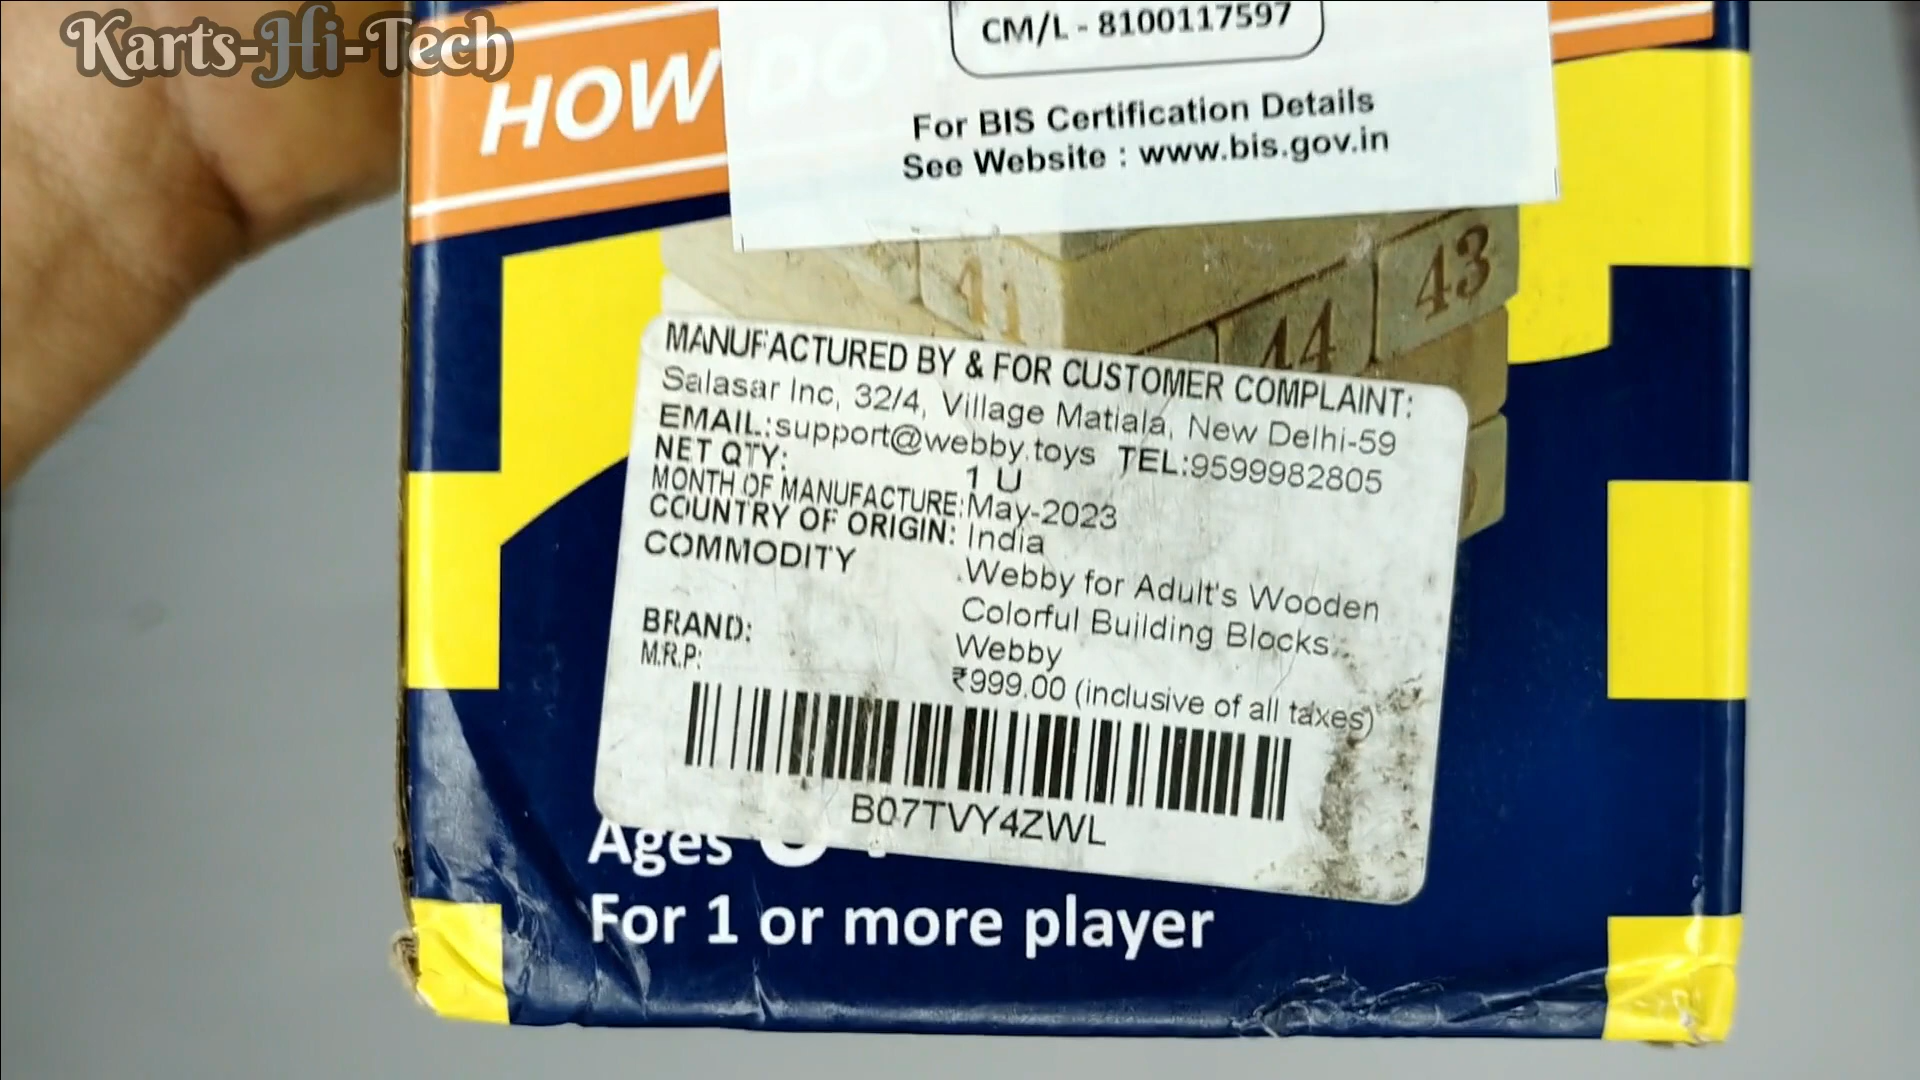 Karts-Hi-Tech
CM/L - 8100117597
HOW DO
For BIS Certification Details
See Website : www.bis.gov.in
41
43
44
MANUFACTURED BY & FOR CUSTOMER COMPLAINT:
Salasar Inc, 32/4, Village Matiala, New Delhi-59
EMAIL:support@webby.toys TEL:9599982805
NET QTY: 1 U
MONTH OF MANUFACTURE:May-2023
COUNTRY OF ORIGIN: India
COMMODITY .Webby for Adult's Wooden
Colorful Building Blocks..
BRAND: Webby
M.R.P: ₹999.00 (inclusive of all taxes)
B07TVY4ZWL
Ages
For 1 or more player